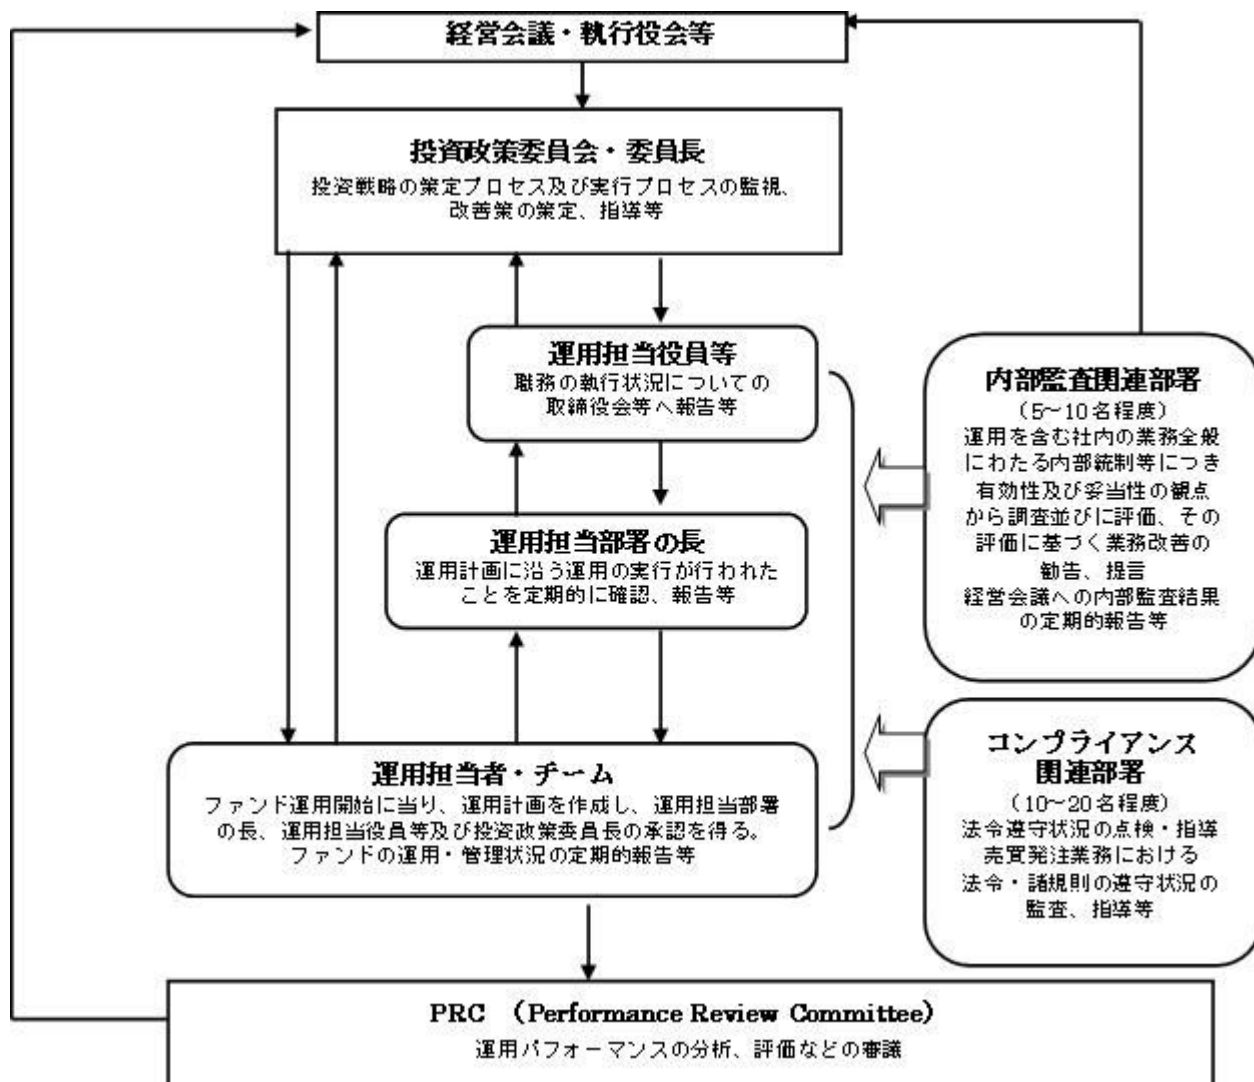 経営会議・執行役会等
投資政策委員会・委員長
投資戦略の策定プロセス及び実行プロセスの監視、
改善策の策定、指導等
運用担当役員等
職務の執行状況についての
取締役会等へ報告等
運用担当部署の長
運用計画に沿う運用の実行が行われた
ことを定期的に確認、報告等
運用担当者・チーム
ファンド運用開始に当り、運用計画を作成し、運用担当部署
の長、運用担当役員等及び投資政策委員長の承認を得る。
ファンドの運用・管理状況の定期的報告等
内部監査関連部署
（5～10名程度）
運用を含む社内の業務全般
にわたる内部統制等につき
有効性及び妥当性の観点
から調査並びに評価、その
評価に基づく業務改善の
勧告、提言
経営会議への内部監査結果
の定期的報告等
コンプライアンス
関連部署
（10～20名程度）
法令遵守状況の点検・指導
売買発注業務における
法令・諸規則の遵守状況の
監査、指導等
PRC （Performance Review Committee）
運用パフォーマンスの分析、評価などの審議